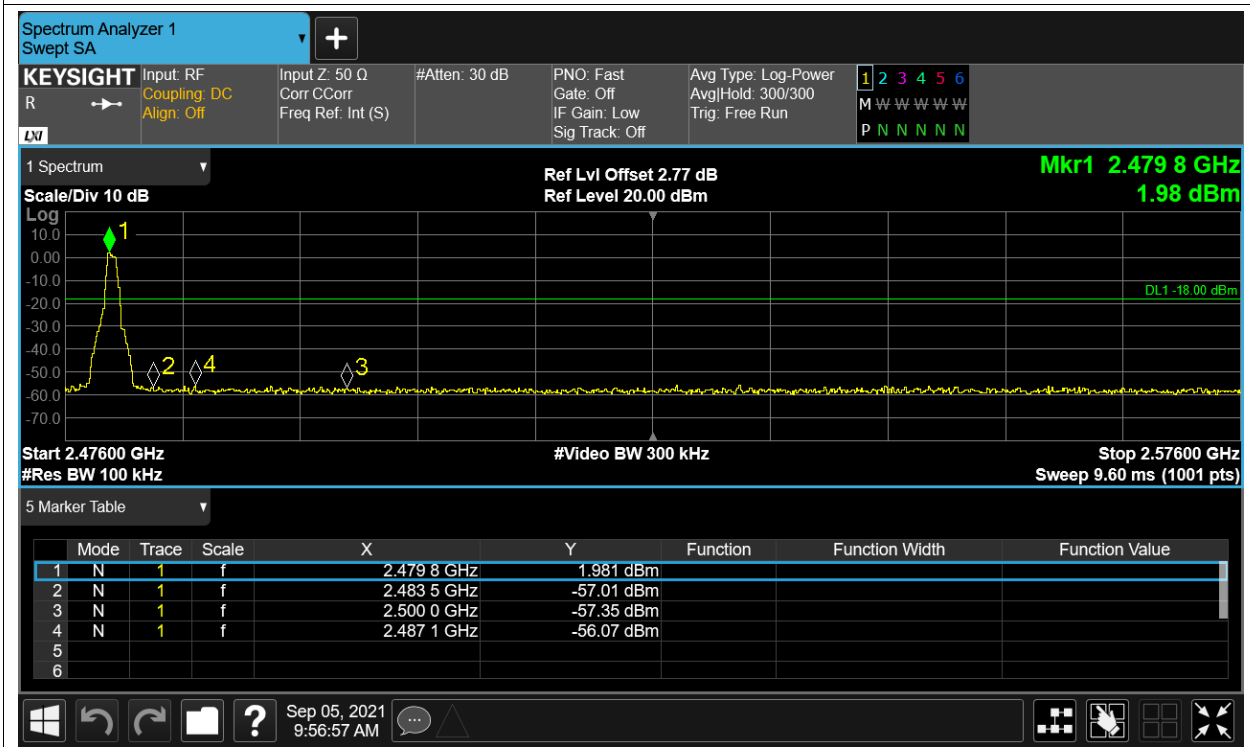 Spectrum Analyzer 1
Swept SA
KEYSIGHT Input: RF Input Z: 50 Ω #Atten: 30 dB PNO: Fast Avg Type: Log-Power 1 2 3 4 5 6
R Coupling: DC Corr CCorr Gate: Off Avg|Hold: 300/300 M W W W W W
Align: Off Freq Ref: Int (S) IF Gain: Low Trig: Free Run
LXI Sig Track: Off P N N N N N
1 Spectrum Ref Lvl Offset 2.77 dB Mkr1 2.479 8 GHz
Scale/Div 10 dB Ref Level 20.00 dBm 1.98 dBm
Log
10.0 1
0.00
-10.0
DL1 -18.00 dBm
-20.0
-30.0
-40.0
-50.0 2 4 3
-60.0
-70.0
Start 2.47600 GHz #Video BW 300 kHz Stop 2.57600 GHz
#Res BW 100 kHz Sweep 9.60 ms (1001 pts)
5 Marker Table
Mode Trace Scale X Y Function Function Width Function Value
1 N 1 f 2.479 8 GHz 1.981 dBm
2 N 1 f 2.483 5 GHz -57.01 dBm
3 N 1 f 2.500 0 GHz -57.35 dBm
4 N 1 f 2.487 1 GHz -56.07 dBm
5
6
? Sep 05, 2021
9:56:57 AM